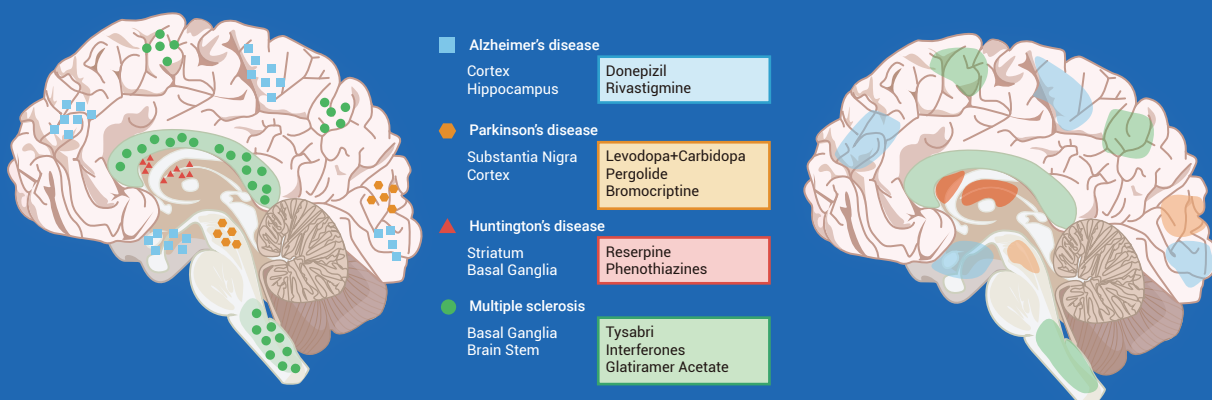 Alzheimer's disease
Cortex
Hippocampus
Donepizil
Rivastigmine
Parkinson's disease
Substantia Nigra
Cortex
Levodopa+Carbidopa
Pergolide
Bromocriptine
Huntington's disease
Striatum
Basal Ganglia
Reserpine
Phenothiazines
Multiple sclerosis
Basal Ganglia
Brain Stem
Tysabri
Interferones
Glatiramer Acetate